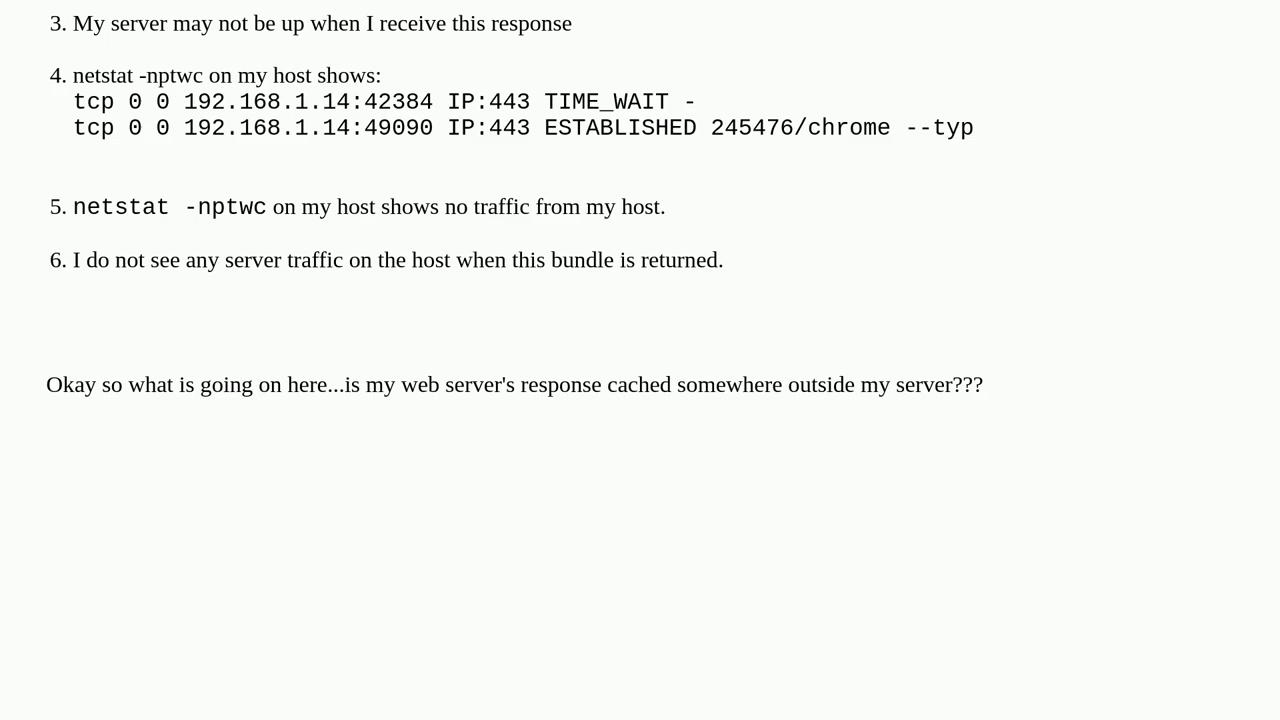 3. My server may not be up when I receive this response
4. netstat -nptwc on my host shows:
tcp 0 0 192.168.1.14:42384 IP:443 TIME_WAIT -
tcp 0 0 192.168.1.14:49090 IP:443 ESTABLISHED 245476/chrome --typ
5. netstat -nptwc on my host shows no traffic from my host.
6. I do not see any server traffic on the host when this bundle is returned.
Okay so what is going on here...is my web server's response cached somewhere outside my server???